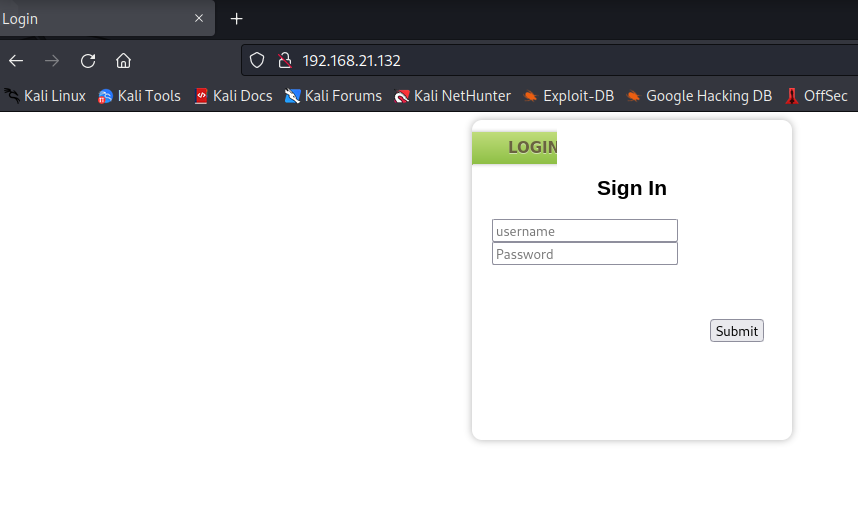 Login
192.168.21.132
Kali Linux Kali Tools Kali Docs Kali Forums Kali NetHunter Exploit-DB Google Hacking DB OffSec
LOGIN
Sign In
username
Password
Submit